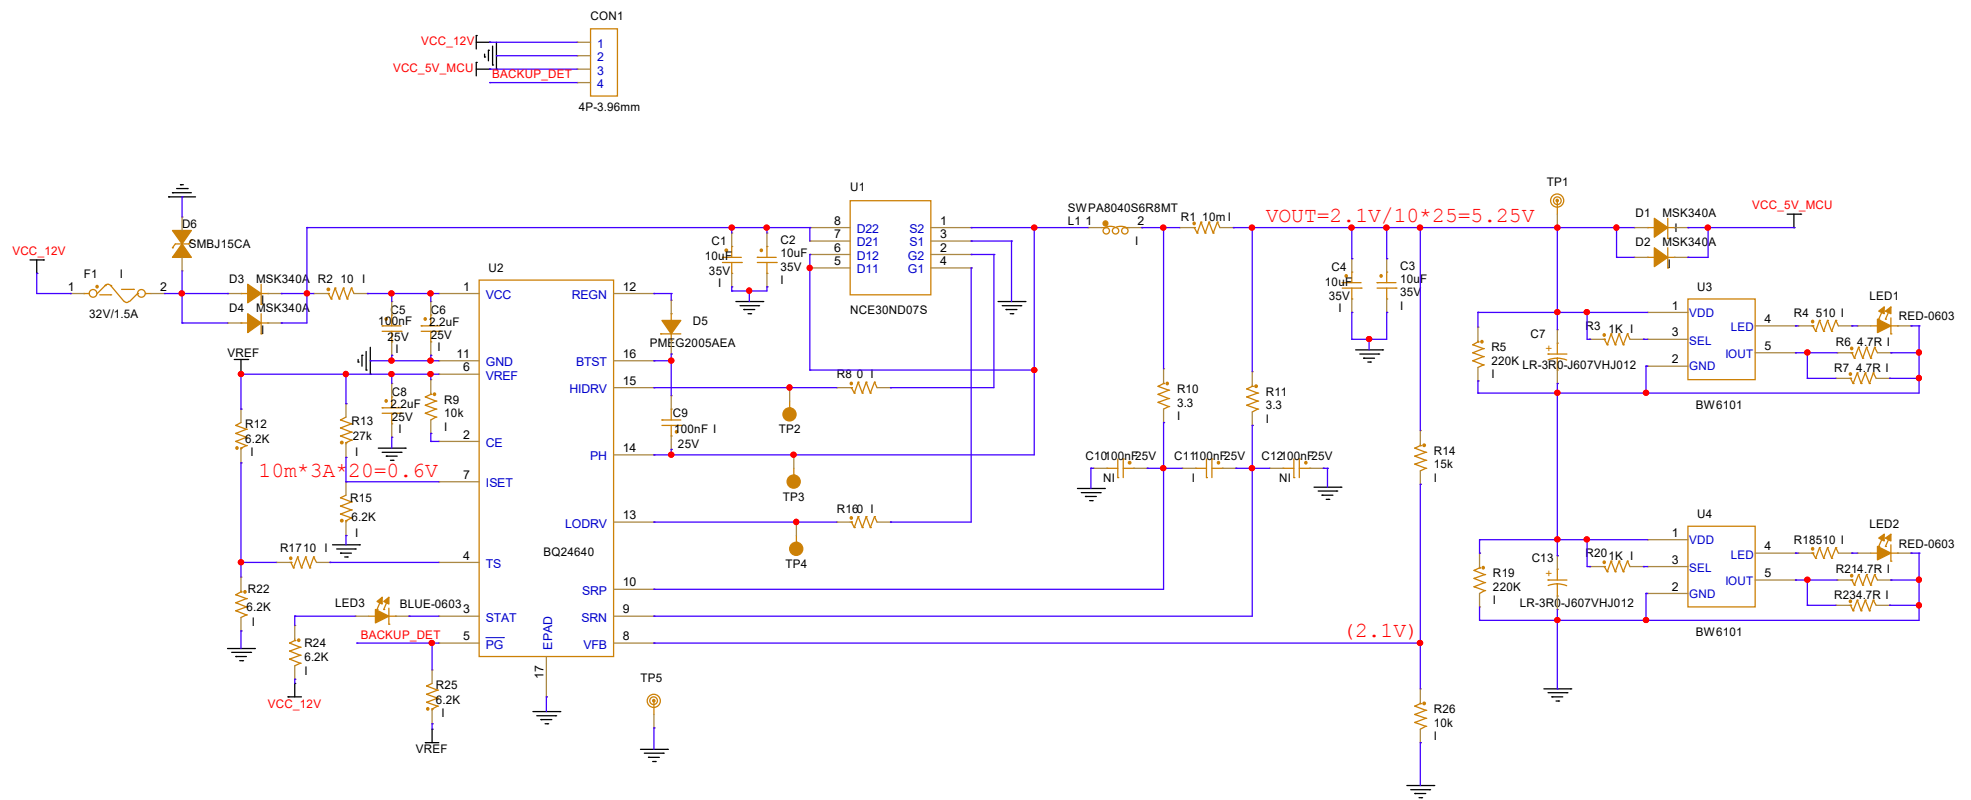 CON1
VCC_12V
1
2
VCC_5V_MCU
3
BACKUP_DET
4
4P-3.96mm
VCC_12V
F1 I
1
2
32V/1.5A
D6
SMBJ15CA
D3 MSK340A
D4 MSK340A
I
R2 10 I
C5
100nF
25V
I
C6
2.2uF
25V
I
VREF
C8
2.2uF
25V
I
R9
10k
I
R12
6.2K
I
R13
27k
I
10m*3A*20=0.6V
R15
6.2K
I
R17 10 I
R22
6.2K
I
LED3
BLUE-0603
BACKUP_DET
R24
6.2K
I
VCC_12V
R25
6.2K
I
VREF
U2
1 VCC
11 GND
6 VREF
2 CE
7 ISET
4 TS
3 STAT
5 PG
REGN 12
BTST 16
HIDRV 15
PH 14
LODRV 13
BQ24640
SRP 10
SRN 9
VFB 8
EPAD
17
D5
PMEG2005AEA
C9
100nF I
25V
R8 0 I
TP2
TP3
R16 0 I
TP4
TP5
C1
10uF
35V
I
C2
10uF
35V
I
U1
8 D22 S2 1
7 D21 S1 3
6 D12 G2 2
5 D11 G1 4
NCE30ND07S
SWPA8040S6R8MT
L1 1
2
I
R1 10m I
VOUT=2.1V/10*25=5.25V
R10
3.3
I
R11
3.3
I
C10 100nF 25V
NI
C11 100nF 25V
I
C12 100nF 25V
NI
C4
10uF
35V
I
C3
10uF
35V
I
R14
15k
I
(2.1V)
R26
10k
I
TP1
D1 MSK340A
D2 MSK340A
I
VCC_5V_MCU
R5
220K
I
C7
LR-3R0-J607VHJ012
R3 1K I
U3
1 VDD
3 SEL
2 GND
LED 4
IOUT 5
BW6101
R4 510 I
LED1
RED-0603
R6 4.7R I
R7 4.7R I
R19
220K
I
C13
LR-3R0-J607VHJ012
R20 1K I
U4
1 VDD
3 SEL
2 GND
LED 4
IOUT 5
BW6101
R18 510 I
LED2
RED-0603
R21 4.7R I
R23 4.7R I